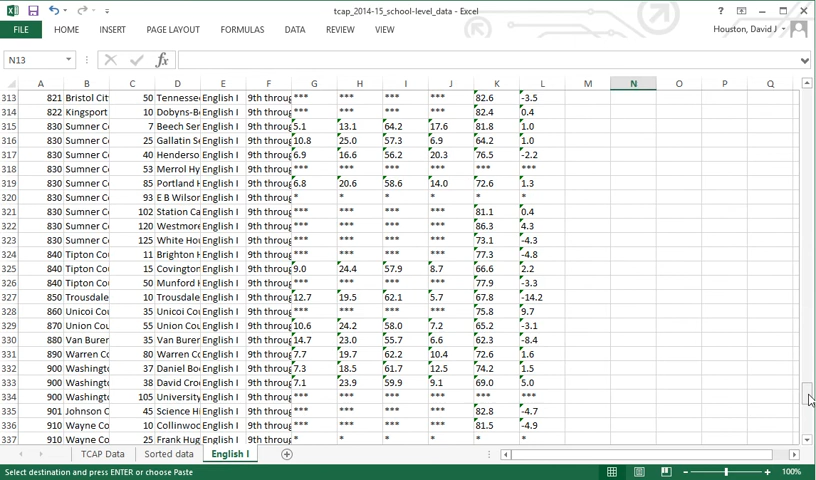 tcap_2014-15_school-level_data - Excel
FILE HOME INSERT PAGE LAYOUT FORMULAS DATA REVIEW VIEW Houston, David J
N13 fx
A B C D E F G H I J K L M N O P Q
313 821 Bristol Cit 50 Tennesse English I 9th throug *** *** *** *** 82.6 -3.5
314 822 Kingsport 10 Dobyns-B English I 9th throug *** *** *** *** 82.4 0.4
315 830 Sumner Co 7 Beech Ser English I 9th throug 5.1 13.1 64.2 17.6 81.8 1.0
316 830 Sumner Co 25 Gallatin S English I 9th throug 10.8 25.0 57.3 6.9 64.2 1.0
317 830 Sumner Co 40 Henderso English I 9th throug 6.9 16.6 56.2 20.3 76.5 -2.2
318 830 Sumner Co 53 Merrol Hy English I 9th throug *** *** *** *** *** ***
319 830 Sumner Co 85 Portland H English I 9th throug 6.8 20.6 58.6 14.0 72.6 1.3
320 830 Sumner Co 93 E B Wilson English I 9th throug * * * * * *
321 830 Sumner Co 102 Station Ca English I 9th throug *** *** *** *** 81.1 0.4
322 830 Sumner Co 120 Westmore English I 9th throug *** *** *** *** 86.3 4.3
323 830 Sumner Co 125 White Hou English I 9th throug *** *** *** *** 73.1 -4.3
324 840 Tipton Cou 11 Brighton H English I 9th throug *** *** *** *** 77.3 -4.8
325 840 Tipton Cou 15 Covington English I 9th throug 9.0 24.4 57.9 8.7 66.6 2.2
326 840 Tipton Cou 50 Munford H English I 9th throug *** *** *** *** 77.9 -3.3
327 850 Trousdale 10 Trousdale English I 9th throug 12.7 19.5 62.1 5.7 67.8 -14.2
328 860 Unicoi Cou 35 Unicoi Co English I 9th throug *** *** *** *** 75.8 9.7
329 870 Union Cou 55 Union Cou English I 9th throug 10.6 24.2 58.0 7.2 65.2 -3.1
330 880 Van Buren 35 Van Buren English I 9th throug 14.7 23.0 55.7 6.6 62.3 -8.4
331 890 Warren Co 80 Warren Co English I 9th throug 7.7 19.7 62.2 10.4 72.6 1.6
332 900 Washingto 37 Daniel Bo English I 9th throug 7.3 18.5 61.7 12.5 74.2 1.5
333 900 Washingto 38 David Cro English I 9th throug 7.1 23.9 59.9 9.1 69.0 5.0
334 900 Washingto 105 University English I 9th throug *** *** *** *** *** ***
335 901 Johnson C 45 Science Hi English I 9th throug *** *** *** *** 82.8 -4.7
336 910 Wayne Co 10 Collinwoo English I 9th throug *** *** *** *** 81.5 -4.9
337 910 Wayne Co 25 Frank Hug English I 9th throug * * * * * *
TCAP Data Sorted data English I
Select destination and press ENTER or choose Paste 100%